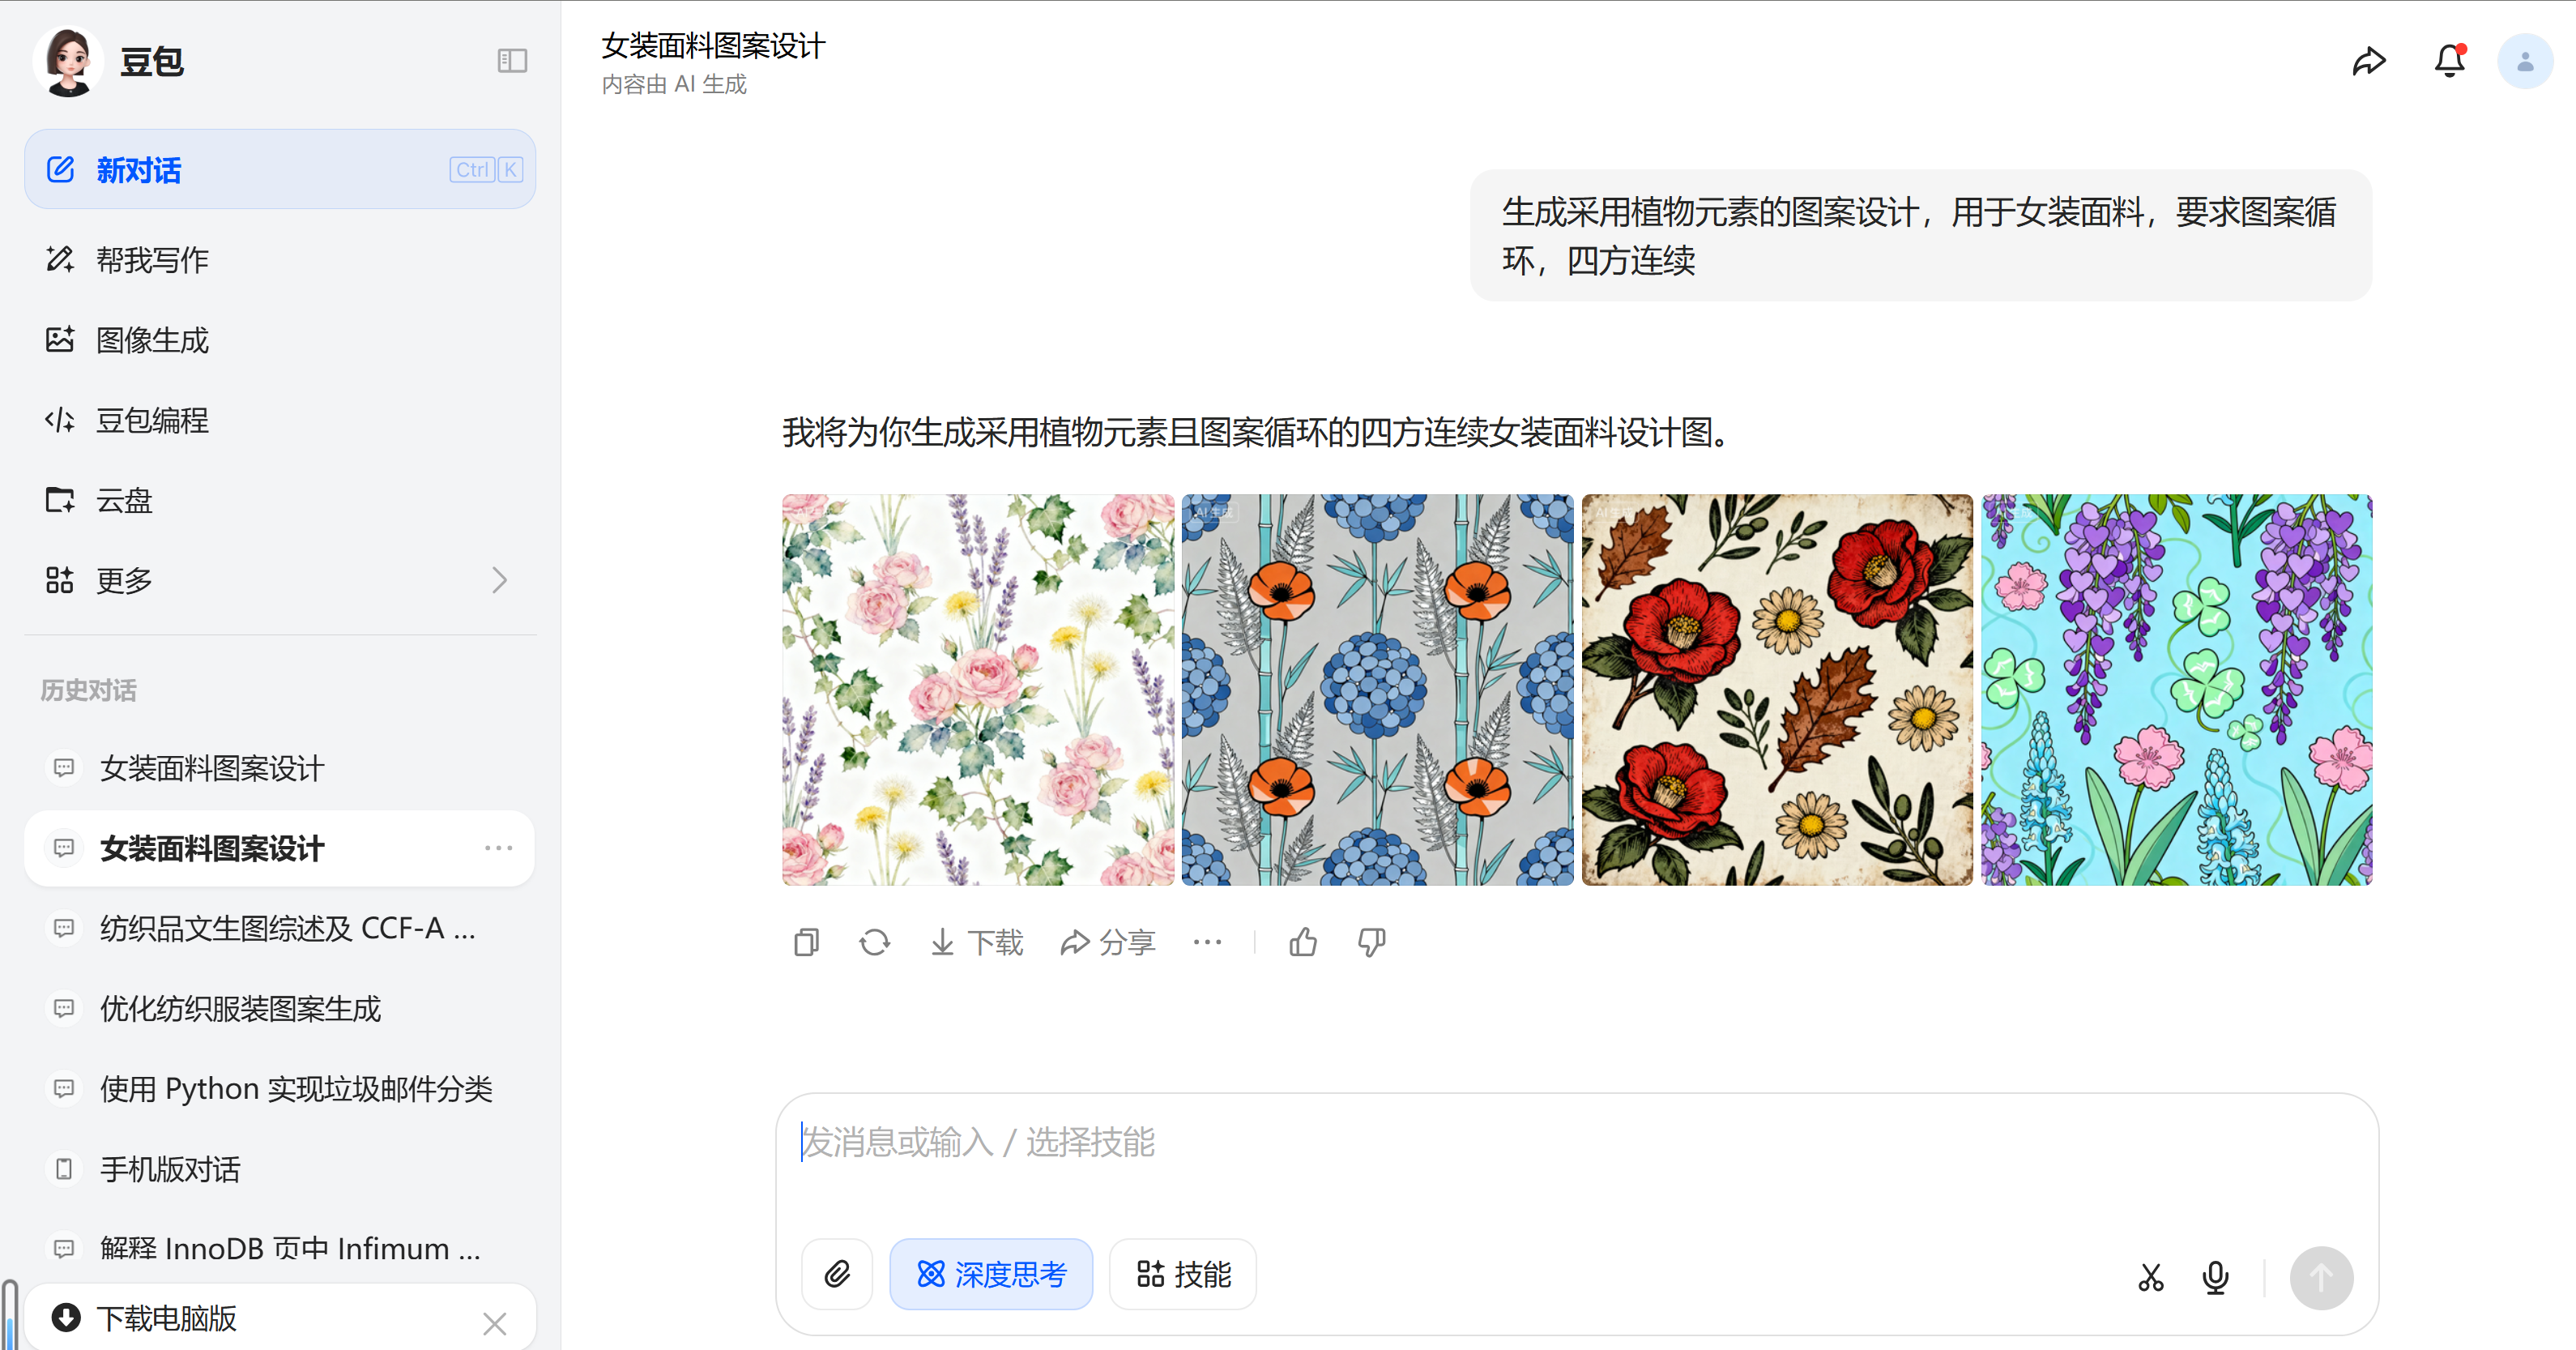 豆包
新对话
Ctrl K
帮我写作
图像生成
豆包编程
云盘
更多
历史对话
女装面料图案设计
女装面料图案设计
纺织品文生图综述及 CCF-A ...
优化纺织服装图案生成
使用 Python 实现垃圾邮件分类
手机版对话
解释 InnoDB 页中 Infimum ...
下载电脑版
女装面料图案设计
内容由 AI 生成
生成采用植物元素的图案设计，用于女装面料，要求图案循
环，四方连续
我将为你生成采用植物元素且图案循环的四方连续女装面料设计图。
AI生成
AI生成
下载
分享
发消息或输入 / 选择技能
深度思考
技能